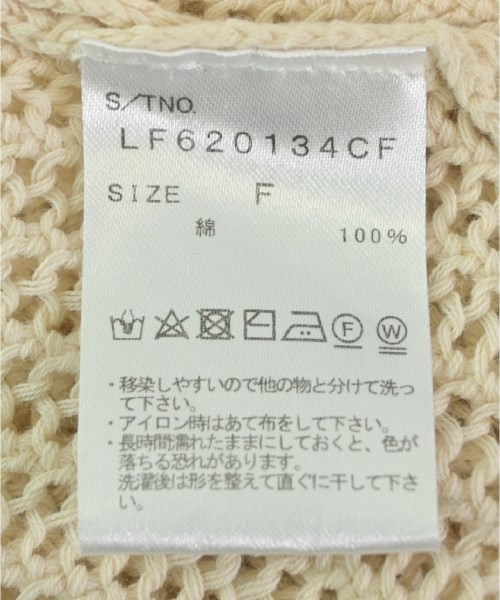 S/TNO.
LF620134CF
SIZE F
綿 100%
F W
・移染しやすいので他の物と分けて洗っ
て下さい。
・アイロン時はあて布をして下さい。
・長時間濡れたままにしておくと、色が
落ちる恐れがあります。
洗濯後は形を整えて直ぐに干して下さ
い。